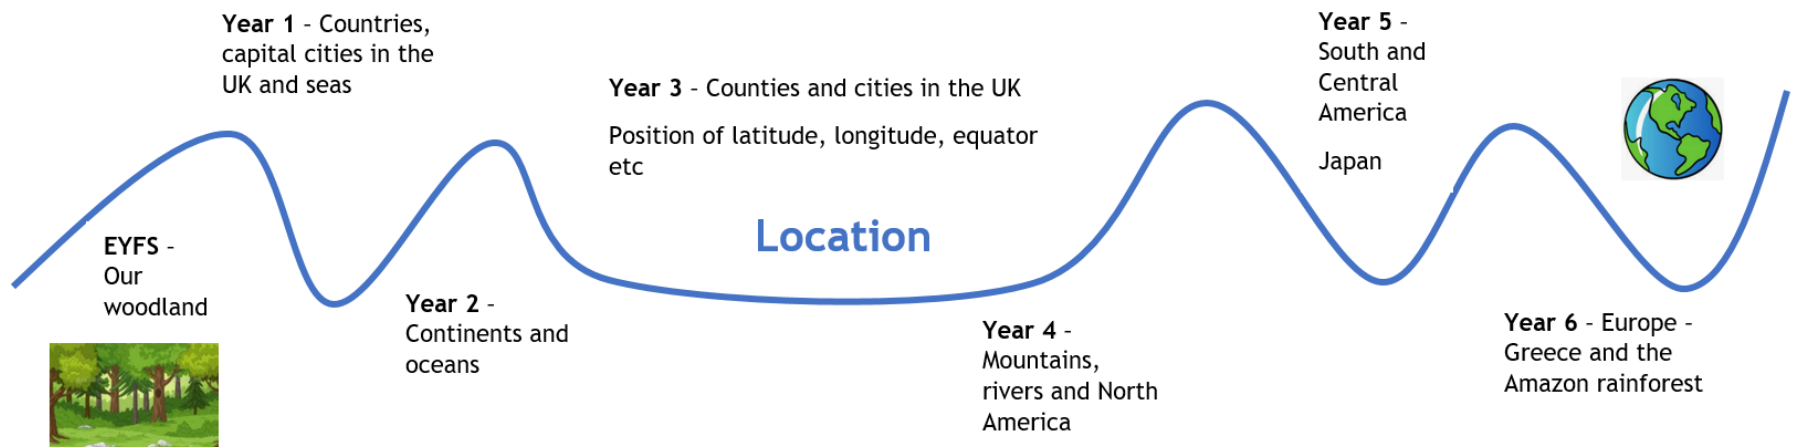 EYFS –
Our
woodland
Year 1 – Countries,
capital cities in the
UK and seas
Year 2 –
Continents and
oceans
Year 3 – Counties and cities in the UK
Position of latitude, longitude, equator
etc
Location
Year 4 –
Mountains,
rivers and North
America
Year 5 –
South and
Central
America
Japan
Year 6 – Europe –
Greece and the
Amazon rainforest